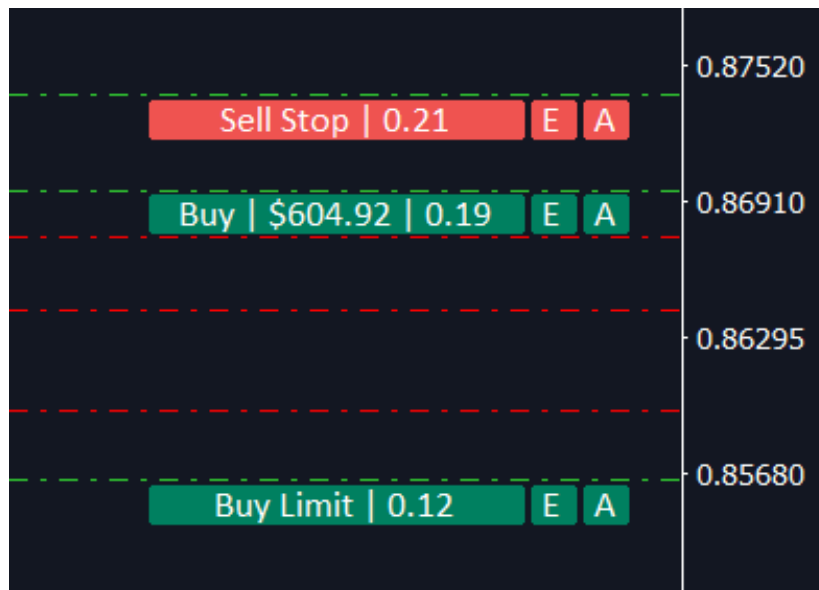 0.87520
Sell Stop | 0.21 E A
Buy | $604.92 | 0.19 E A
0.86910
0.86295
0.85680
Buy Limit | 0.12 E A